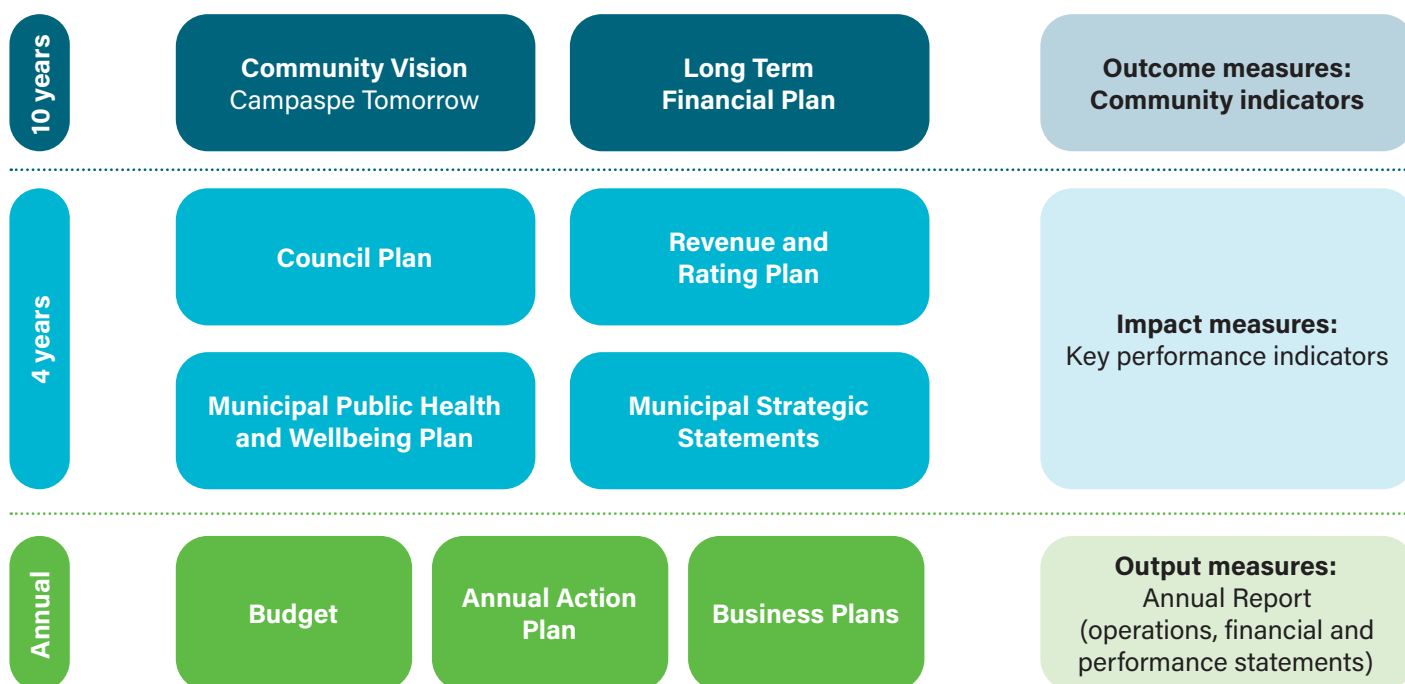 10 years
Community Vision
Campaspe Tomorrow
Long Term
Financial Plan
Outcome measures:
Community indicators
4 years
Council Plan
Revenue and
Rating Plan
Municipal Public Health
and Wellbeing Plan
Municipal Strategic
Statements
Impact measures:
Key performance indicators
Annual
Budget
Annual Action
Plan
Business Plans
Output measures:
Annual Report
(operations, financial and
performance statements)